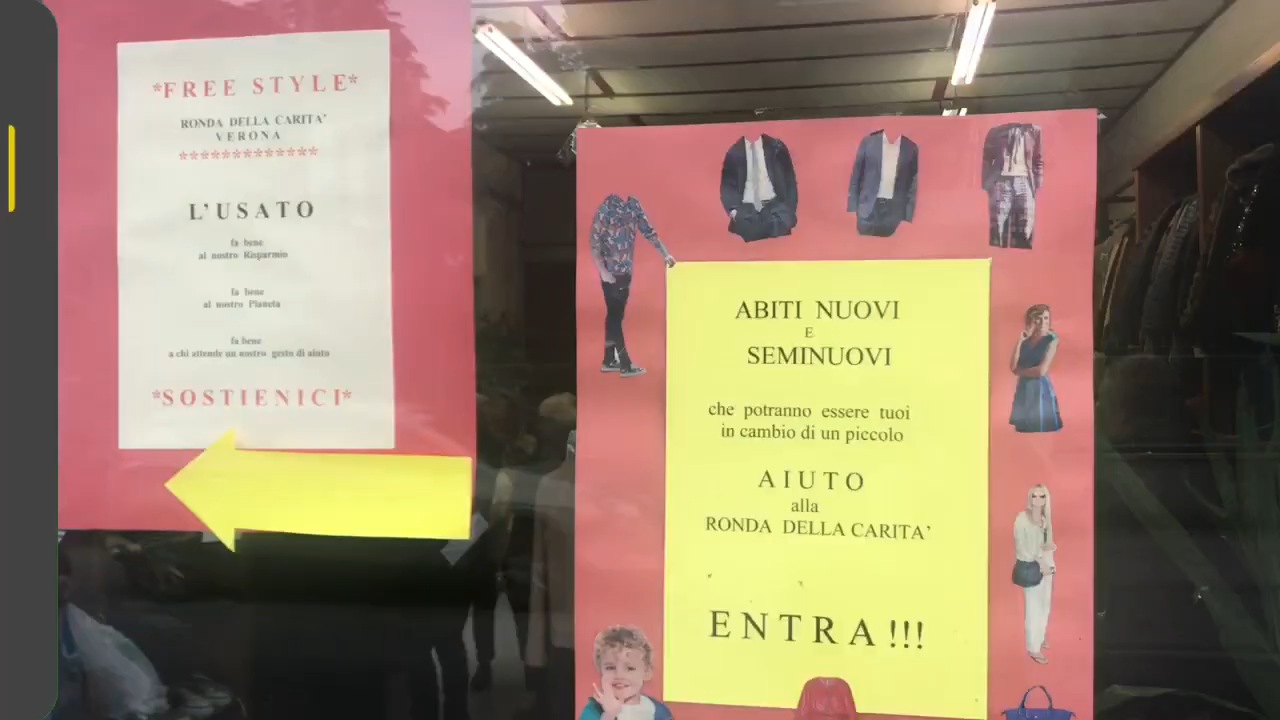 *FREE STYLE*
RONDA DELLA CARITA'
VERONA
*************
L'USATO
fa bene
al nostro Risparmio
fa bene
al nostro Pianeta
fa bene
a chi attende un nostro gesto di aiuto
*SOSTIENICI*
ABITI NUOVI
E
SEMINUOVI
che potranno essere tuoi
in cambio di un piccolo
AIUTO
alla
RONDA DELLA CARITA'
ENTRA!!!